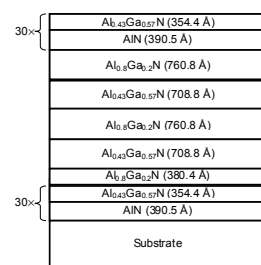 Al0.43Ga0.57N (354.4 Å)
30×
AlN (390.5 Å)
Al0.8Ga0.2N (760.8 Å)
Al0.43Ga0.57N (708.8 Å)
Al0.8Ga0.2N (760.8 Å)
Al0.43Ga0.57N (708.8 Å)
Al0.8Ga0.2N (380.4 Å)
Al0.43Ga0.57N (354.4 Å)
30×
AlN (390.5 Å)
Substrate